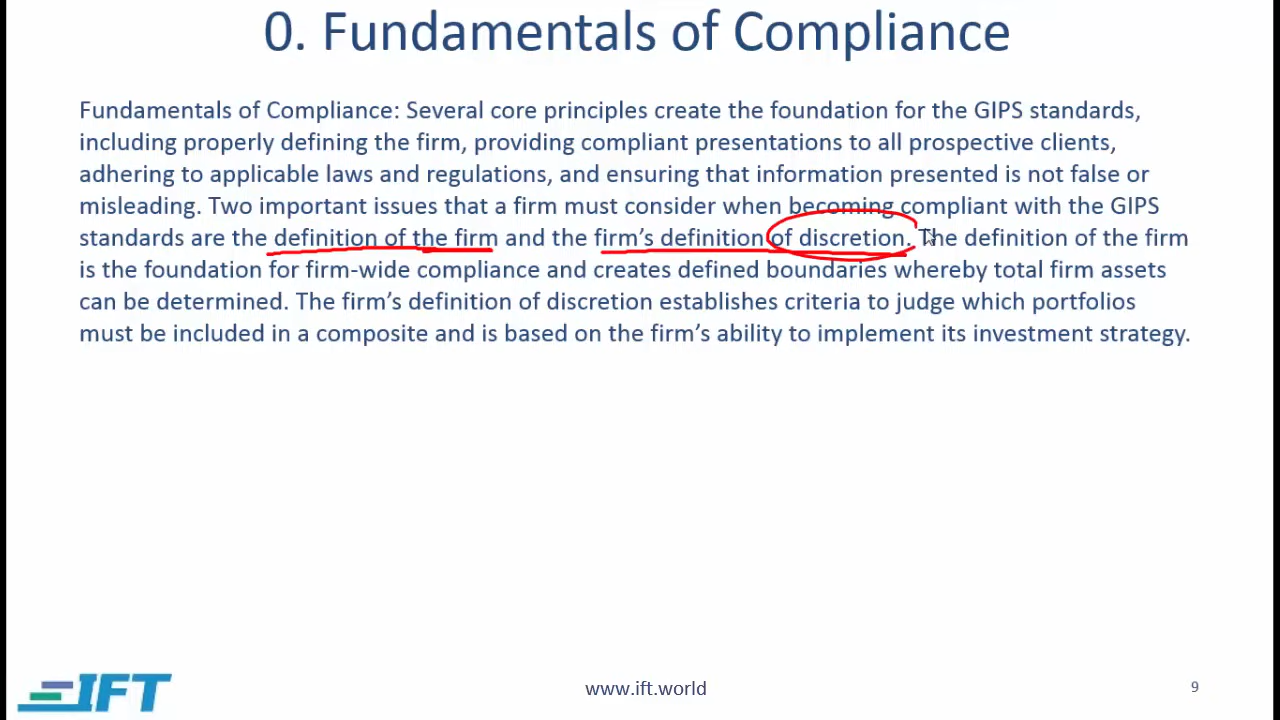 0. Fundamentals of Compliance
Fundamentals of Compliance: Several core principles create the foundation for the GIPS standards,
including properly defining the firm, providing compliant presentations to all prospective clients,
adhering to applicable laws and regulations, and ensuring that information presented is not false or
misleading. Two important issues that a firm must consider when becoming compliant with the GIPS
standards are the definition of the firm and the firm’s definition of discretion. The definition of the firm
is the foundation for firm-wide compliance and creates defined boundaries whereby total firm assets
can be determined. The firm’s definition of discretion establishes criteria to judge which portfolios
must be included in a composite and is based on the firm’s ability to implement its investment strategy.
IFT
www.ift.world
9